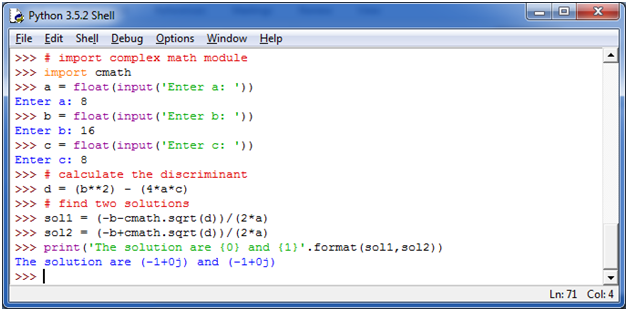 Python 3.5.2 Shell
File Edit Shell Debug Options Window Help
>>> # import complex math module
>>> import cmath
>>> a = float(input('Enter a: '))
Enter a: 8
>>> b = float(input('Enter b: '))
Enter b: 16
>>> c = float(input('Enter c: '))
Enter c: 8
>>> # calculate the discriminant
>>> d = (b**2) - (4*a*c)
>>> # find two solutions
>>> sol1 = (-b-cmath.sqrt(d))/(2*a)
>>> sol2 = (-b+cmath.sqrt(d))/(2*a)
>>> print('The solution are {0} and {1}'.format(sol1,sol2))
The solution are (-1+0j) and (-1+0j)
>>>
Ln: 71 Col: 4